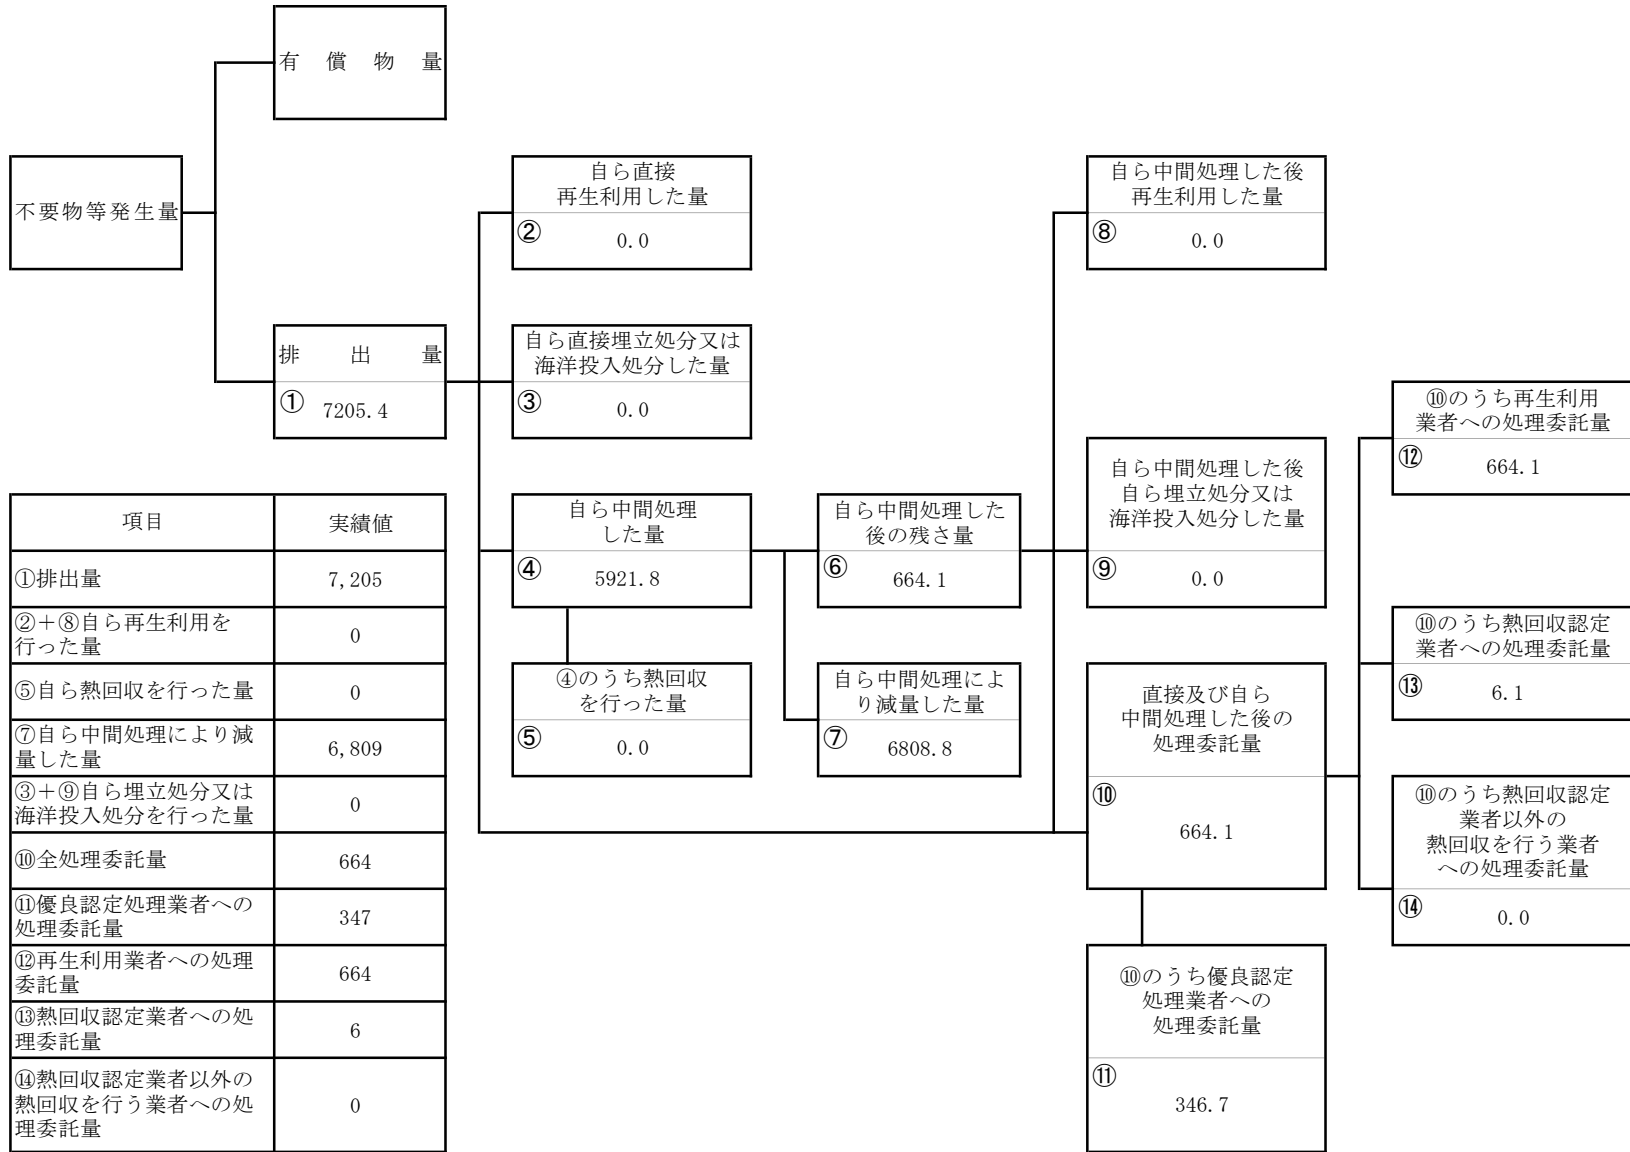 有償物量
不要物等発生量
排出量
① 7205.4
自ら直接
再生利用した量
② 0.0
自ら直接埋立処分又は
海洋投入処分した量
③ 0.0
自ら中間処理
した量
④ 5921.8
④のうち熱回収
を行った量
⑤ 0.0
自ら中間処理した
後の残さ量
⑥ 664.1
自ら中間処理によ
り減量した量
⑦ 6808.8
自ら中間処理した後
再生利用した量
⑧ 0.0
自ら中間処理した後
自ら埋立処分又は
海洋投入処分した量
⑨ 0.0
直接及び自ら
中間処理した後の
処理委託量
⑩
664.1
⑩のうち優良認定
処理業者への
処理委託量
⑪
346.7
⑩のうち再生利用
業者への処理委託量
⑫ 664.1
⑩のうち熱回収認定
業者への処理委託量
⑬ 6.1
⑩のうち熱回収認定
業者以外の
熱回収を行う業者
への処理委託量
⑭ 0.0
項目 実績値
①排出量 7,205
②+⑧自ら再生利用を
行った量 0
⑤自ら熱回収を行った量 0
⑦自ら中間処理により減
量した量 6,809
③+⑨自ら埋立処分又は
海洋投入処分を行った量 0
⑩全処理委託量 664
⑪優良認定処理業者への
処理委託量 347
⑫再生利用業者への処理
委託量 664
⑬熱回収認定業者への処
理委託量 6
⑭熱回収認定業者以外の
熱回収を行う業者への処
理委託量 0